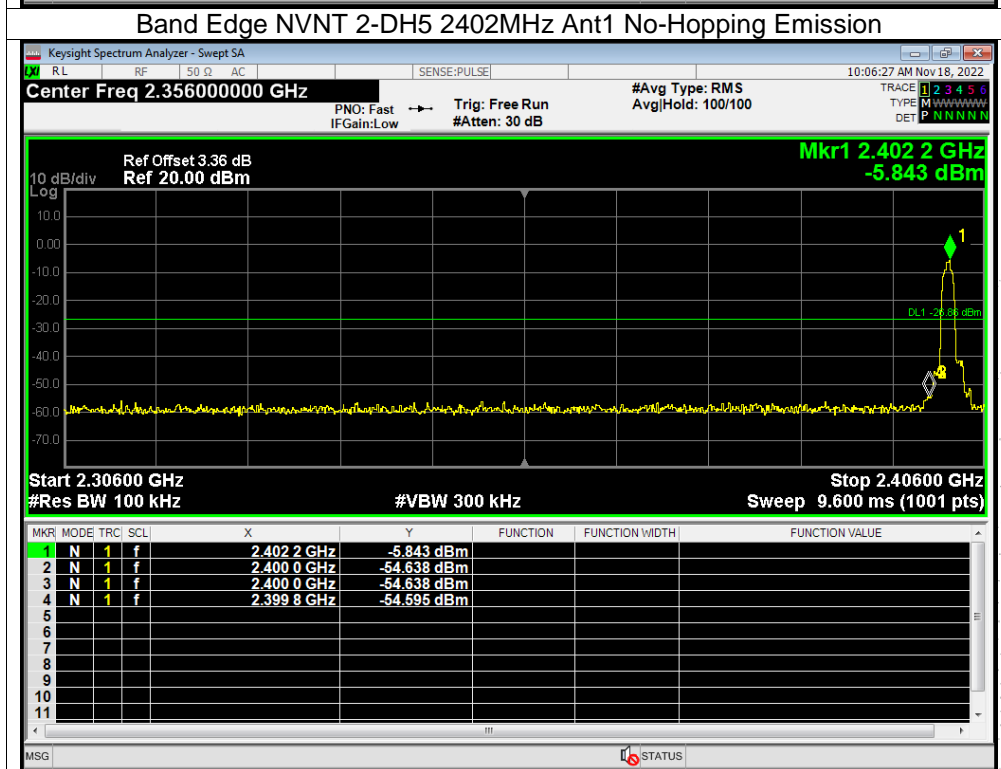 Band Edge NVNT 2-DH5 2402MHz Ant1 No-Hopping Emission
Keysight Spectrum Analyzer - Swept SA
LXI RL RF 50 Ω AC SENSE:PULSE 10:06:27 AM Nov 18, 2022
Center Freq 2.356000000 GHz #Avg Type: RMS TRACE 1 2 3 4 5 6
PNO: Fast Trig: Free Run Avg|Hold: 100/100 TYPE M WWWWW
IFGain:Low #Atten: 30 dB DET P N N N N N
Ref Offset 3.36 dB Mkr1 2.402 2 GHz
10 dB/div Ref 20.00 dBm -5.843 dBm
Log
10.0
1
0.00
-10.0
-20.0
DL1 -26.86 dBm
-30.0
-40.0
-50.0
-60.0
-70.0
Start 2.30600 GHz Stop 2.40600 GHz
#Res BW 100 kHz #VBW 300 kHz Sweep 9.600 ms (1001 pts)
MKR MODE TRC SCL X Y FUNCTION FUNCTION WIDTH FUNCTION VALUE
1 N 1 f 2.402 2 GHz -5.843 dBm
2 N 1 f 2.400 0 GHz -54.638 dBm
3 N 1 f 2.400 0 GHz -54.638 dBm
4 N 1 f 2.399 8 GHz -54.595 dBm
5
6
7
8
9
10
11
MSG STATUS